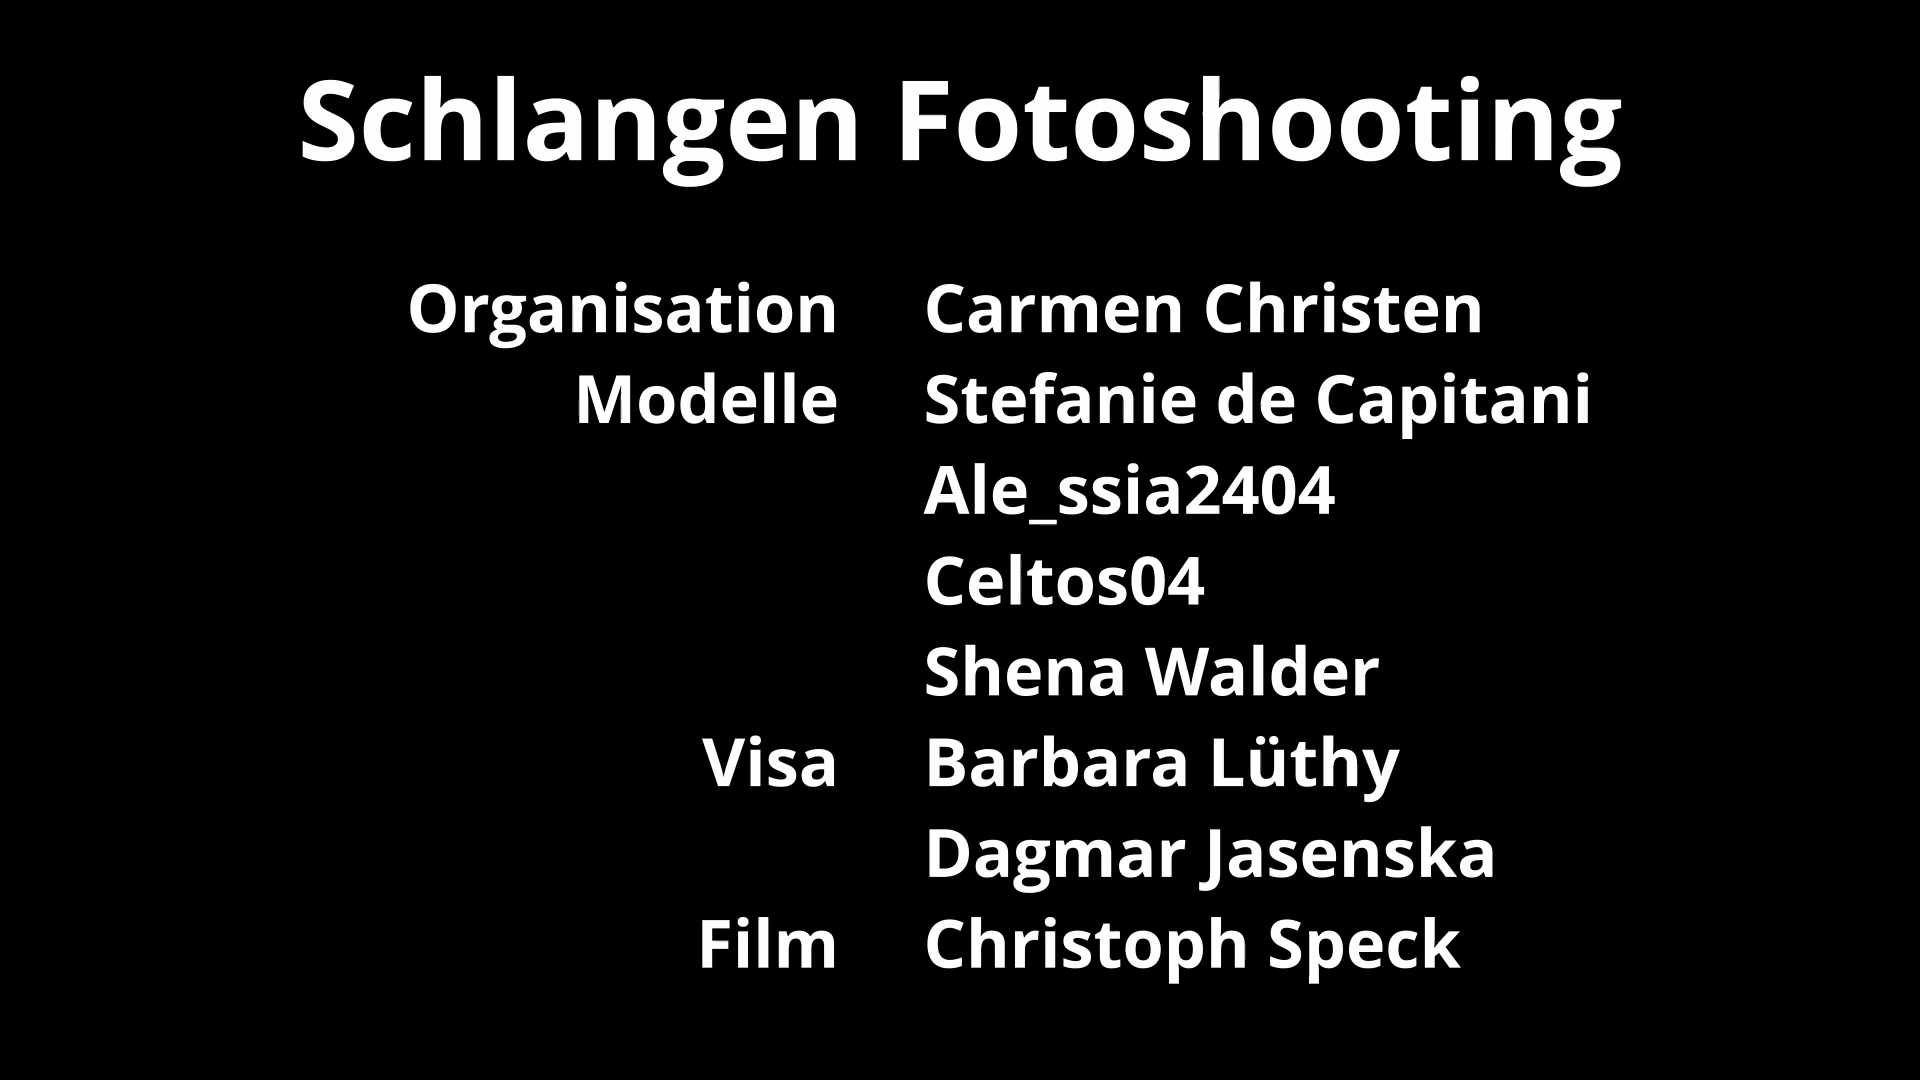 Schlangen Fotoshooting
Organisation Carmen Christen
Modelle Stefanie de Capitani
Ale_ssia2404
Celtos04
Shena Walder
Visa Barbara Lüthy
Dagmar Jasenska
Film Christoph Speck